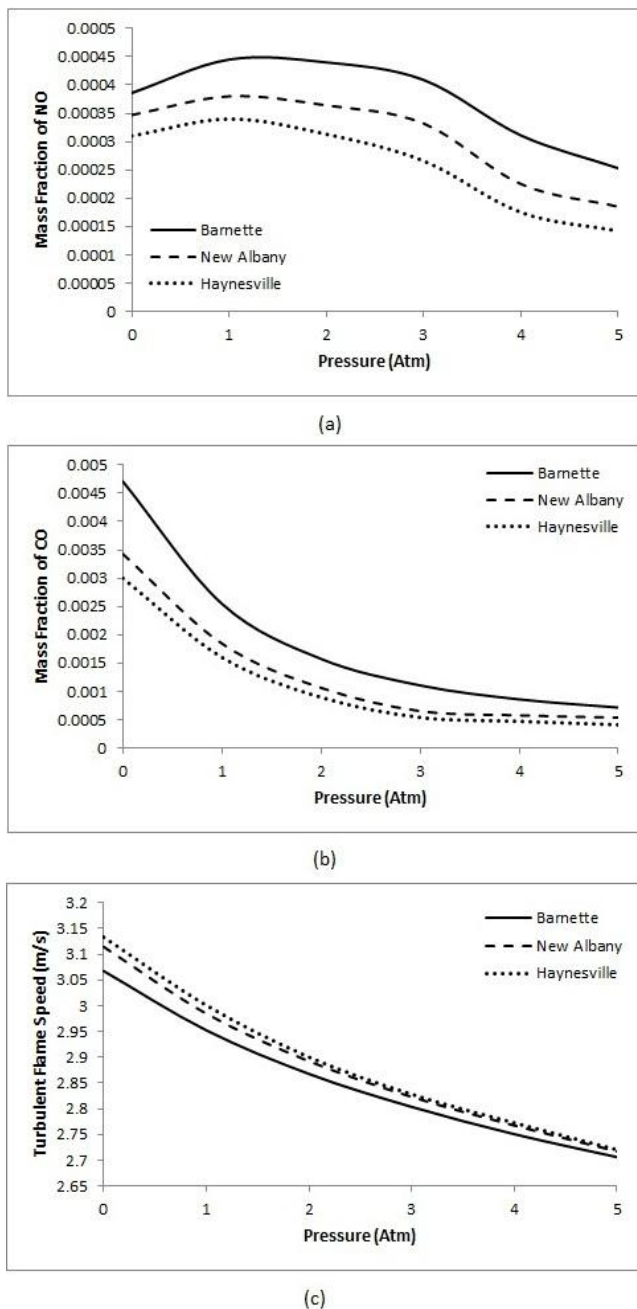 0.0005
0.00045
0.0004
0.00035
0.0003
0.00025
0.0002
0.00015
0.0001
0.00005
0
Mass Fraction of NO
Barnette
New Albany
Haynesville
0 1 2 3 4 5
Pressure (Atm)
(a)
0.005
0.0045
0.004
0.0035
0.003
0.0025
0.002
0.0015
0.001
0.0005
0
Mass Fraction of CO
Barnette
New Albany
Haynesville
0 1 2 3 4 5
Pressure (Atm)
(b)
3.2
3.15
3.1
3.05
3
2.95
2.9
2.85
2.8
2.75
2.7
2.65
Turbulent Flame Speed (m/s)
Barnette
New Albany
Haynesville
0 1 2 3 4 5
Pressure (Atm)
(c)